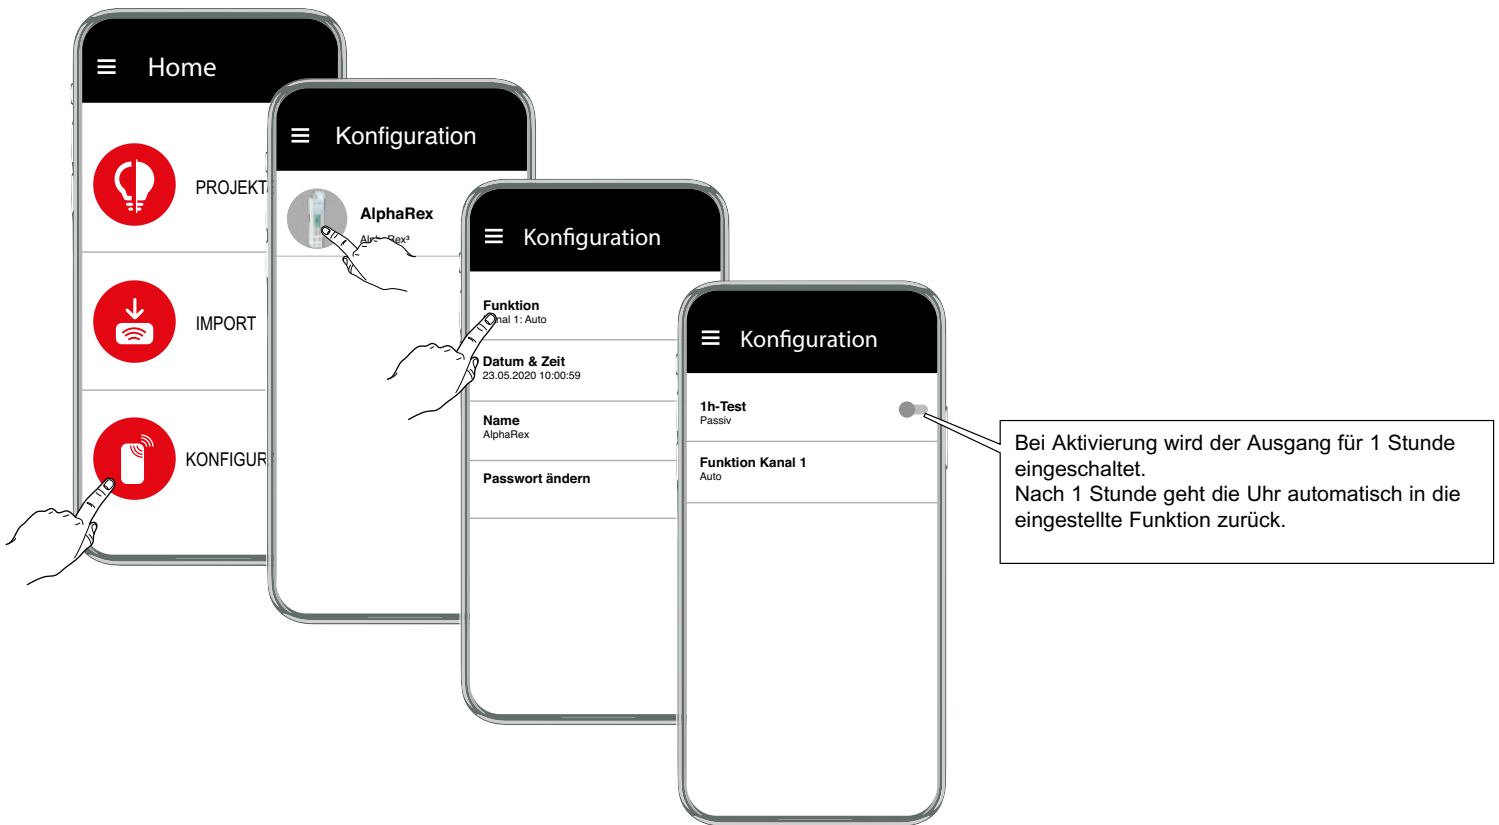 Home
PROJEKT
IMPORT
KONFIGUR
Konfiguration
AlphaRex
AlphaRex³
Konfiguration
Funktion
Kanal 1: Auto
Datum & Zeit
23.05.2020 10:00:59
Name
AlphaRex
Passwort ändern
Konfiguration
1h-Test
Passiv
Funktion Kanal 1
Auto
Bei Aktivierung wird der Ausgang für 1 Stunde
eingeschaltet.
Nach 1 Stunde geht die Uhr automatisch in die
eingestellte Funktion zurück.